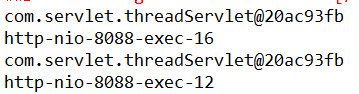 com.servlet.threadServlet@20ac93fb
http-nio-8088-exec-16
com.servlet.threadServlet@20ac93fb
http-nio-8088-exec-12